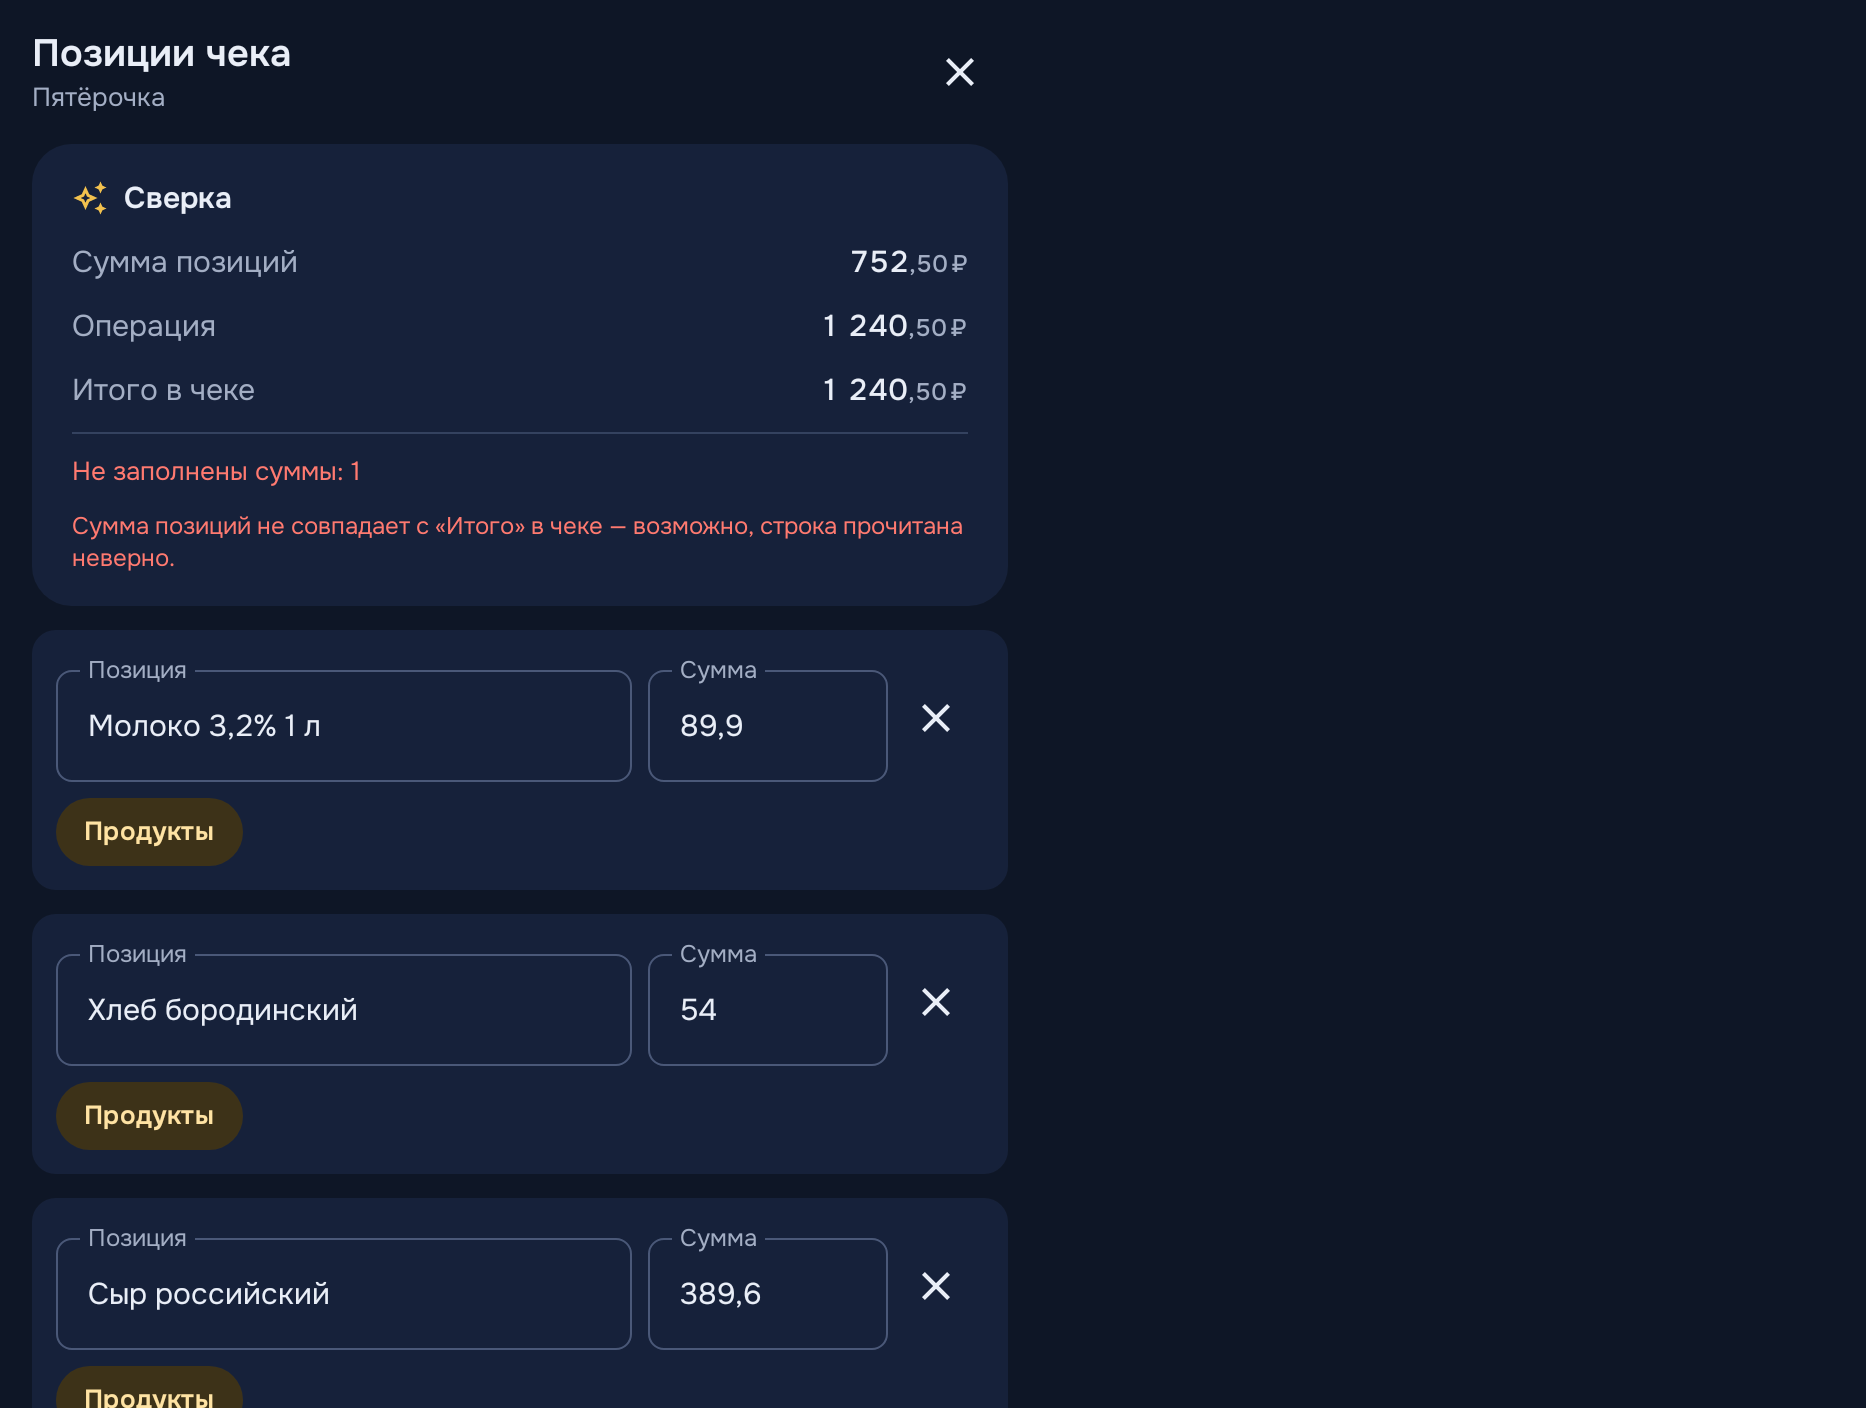 Позиции чека
Пятёрочка
Сверка
Сумма позиций 752,50 ₽
Операция 1 240,50 ₽
Итого в чеке 1 240,50 ₽
Не заполнены суммы: 1
Сумма позиций не совпадает с «Итого» в чеке — возможно, строка прочитана
неверно.
Позиция Сумма
Молоко 3,2% 1 л 89,9
Продукты
Позиция Сумма
Хлеб бородинский 54
Продукты
Позиция Сумма
Сыр российский 389,6
Продукты